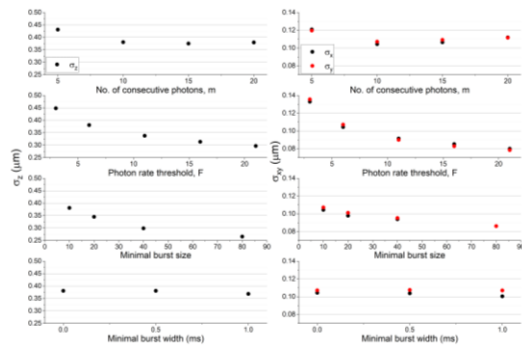 0.50
0.45
0.40
0.35
0.30
0.25
σz
5 10 15 20
No. of consecutive photons, m
0.14
0.12
0.10
0.08
σx
σy
5 10 15 20
No. of consecutive photons, m
0.50
0.45
0.40
0.35
0.30
0.25
5 10 15 20
Photon rate threshold, F
0.14
0.12
0.10
0.08
5 10 15 20
Photon rate threshold, F
σz (μm)
σxy (μm)
0.50
0.45
0.40
0.35
0.30
0.25
0 10 20 30 40 50 60 70 80 90
Minimal burst size
0.14
0.12
0.10
0.08
0 10 20 30 40 50 60 70 80 90
Minimal burst size
0.50
0.45
0.40
0.35
0.30
0.25
0.0 0.5 1.0
Minimal burst width (ms)
0.14
0.12
0.10
0.08
0.0 0.5 1.0
Minimal burst width (ms)